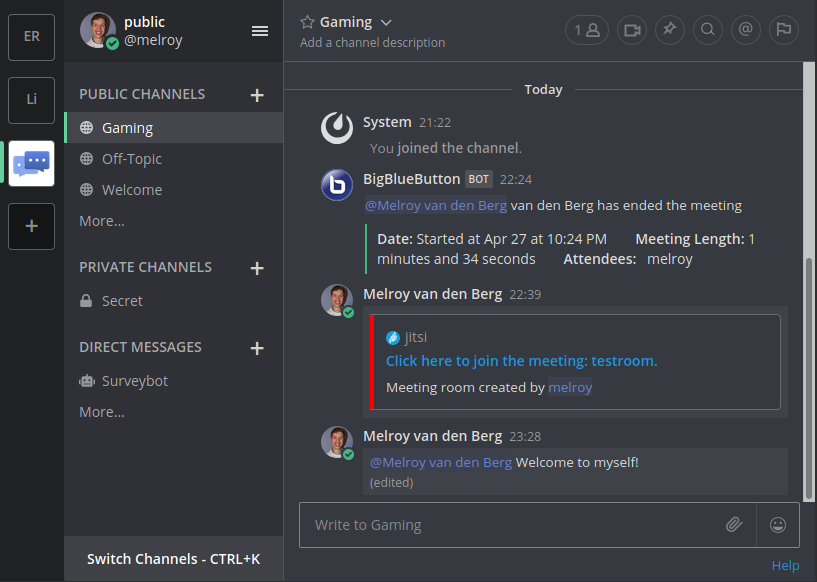 ER
Li
+
public
@melroy
PUBLIC CHANNELS +
Gaming
Off-Topic
Welcome
More...
PRIVATE CHANNELS +
Secret
DIRECT MESSAGES +
Surveybot
More...
Switch Channels - CTRL+K
Gaming
Add a channel description
1
@
Today
System 21:22
You joined the channel.
BigBlueButton BOT 22:24
@Melroy van den Berg van den Berg has ended the meeting
Date: Started at Apr 27 at 10:24 PM Meeting Length: 1
minutes and 34 seconds Attendees: melroy
Melroy van den Berg 22:39
jitsi
Click here to join the meeting: testroom.
Meeting room created by melroy
Melroy van den Berg 23:28
@Melroy van den Berg Welcome to myself!
(edited)
Write to Gaming
Help